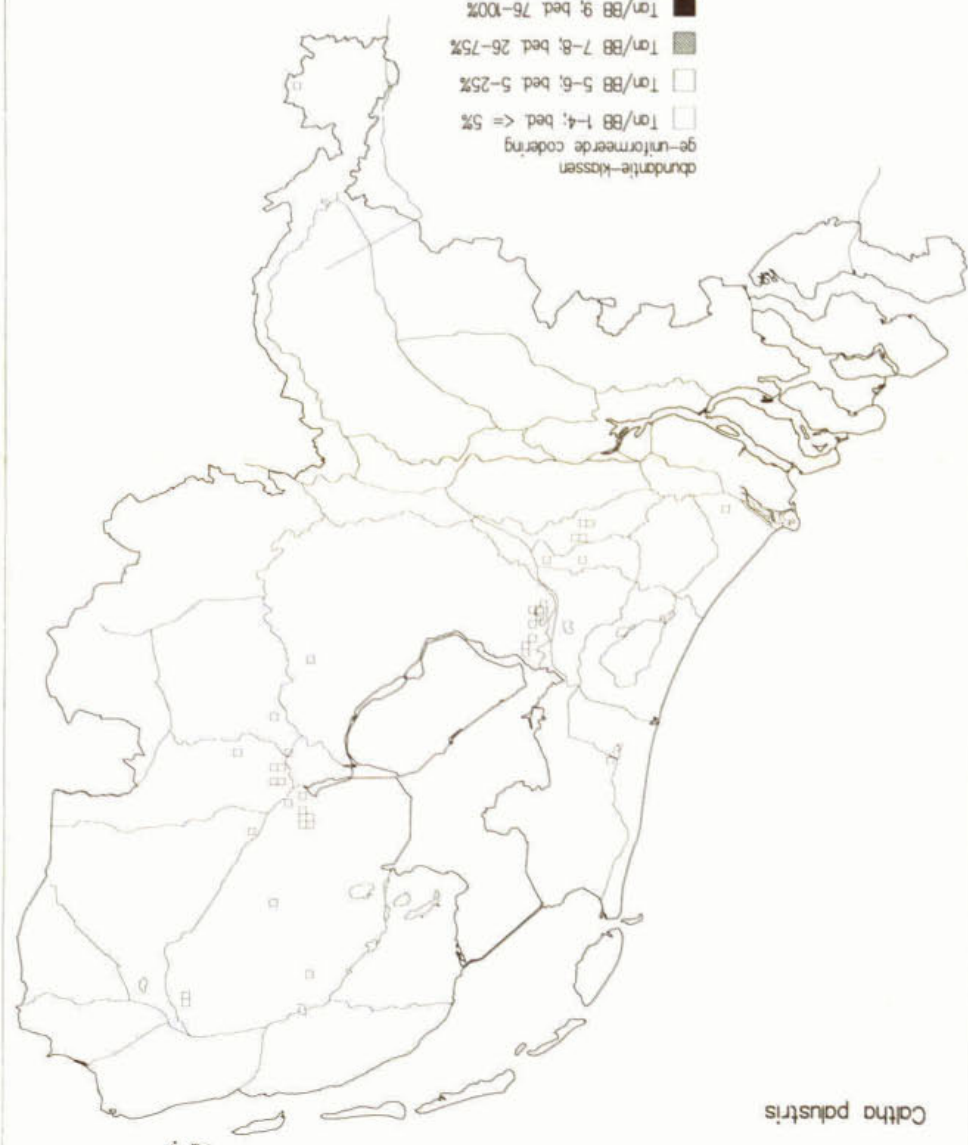 Caltha palustris
abundantie-klassen
ge-uniformeerde codering
Tan/BB 1-4; bed. <= 5%
Tan/BB 5-6; bed. 5-25%
Tan/BB 7-8; bed. 26-75%
Tan/BB 9; bed. 76-100%